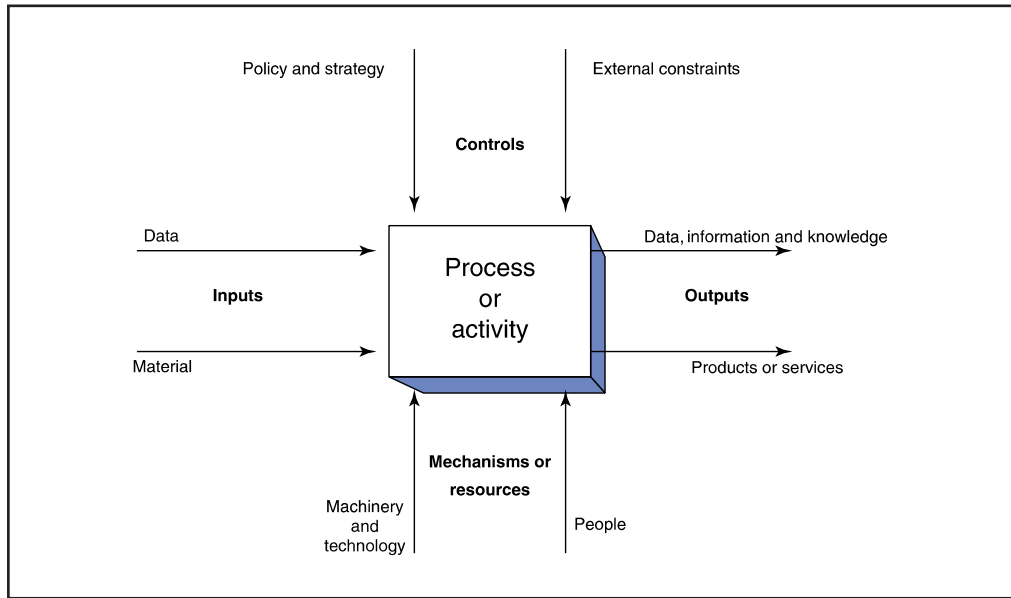 Policy and strategy
External constraints
Controls
Data
Data, information and knowledge
Process
or
activity
Inputs
Outputs
Material
Products or services
Mechanisms or
resources
Machinery
and
technology
People